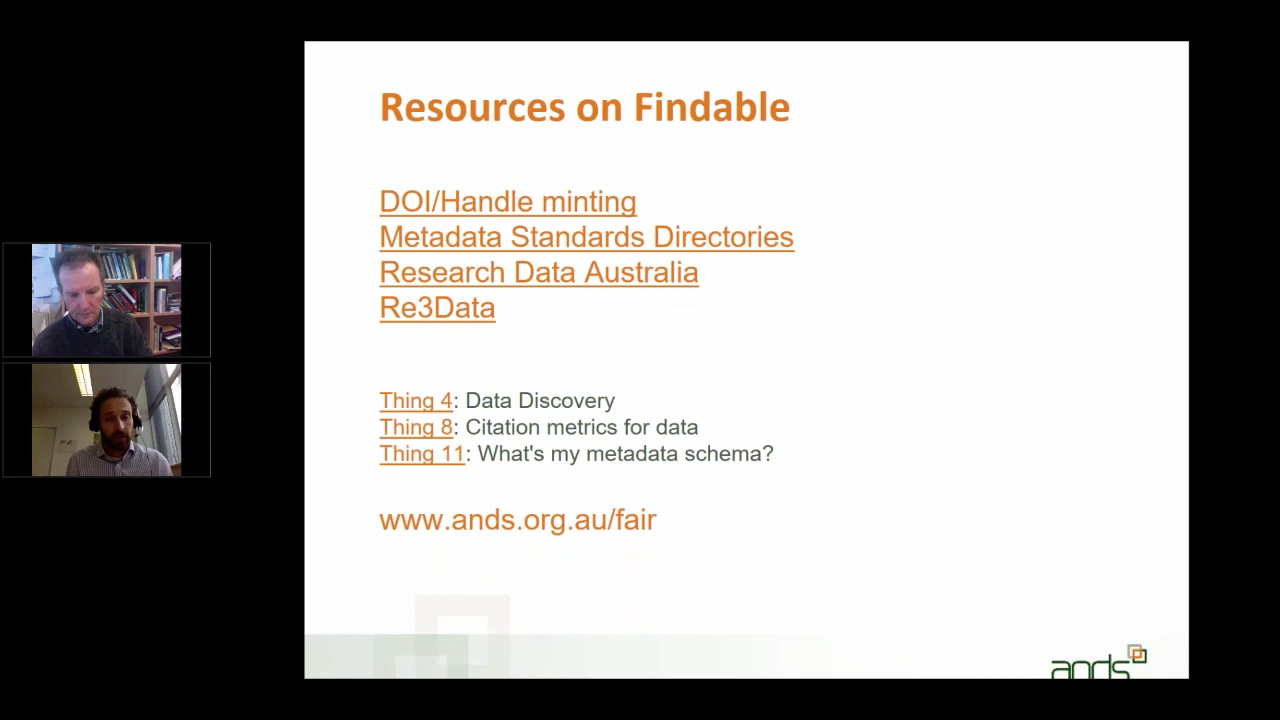 Resources on Findable
DOI/Handle minting
Metadata Standards Directories
Research Data Australia
Re3Data
Thing 4: Data Discovery
Thing 8: Citation metrics for data
Thing 11: What's my metadata schema?
www.ands.org.au/fair
ands